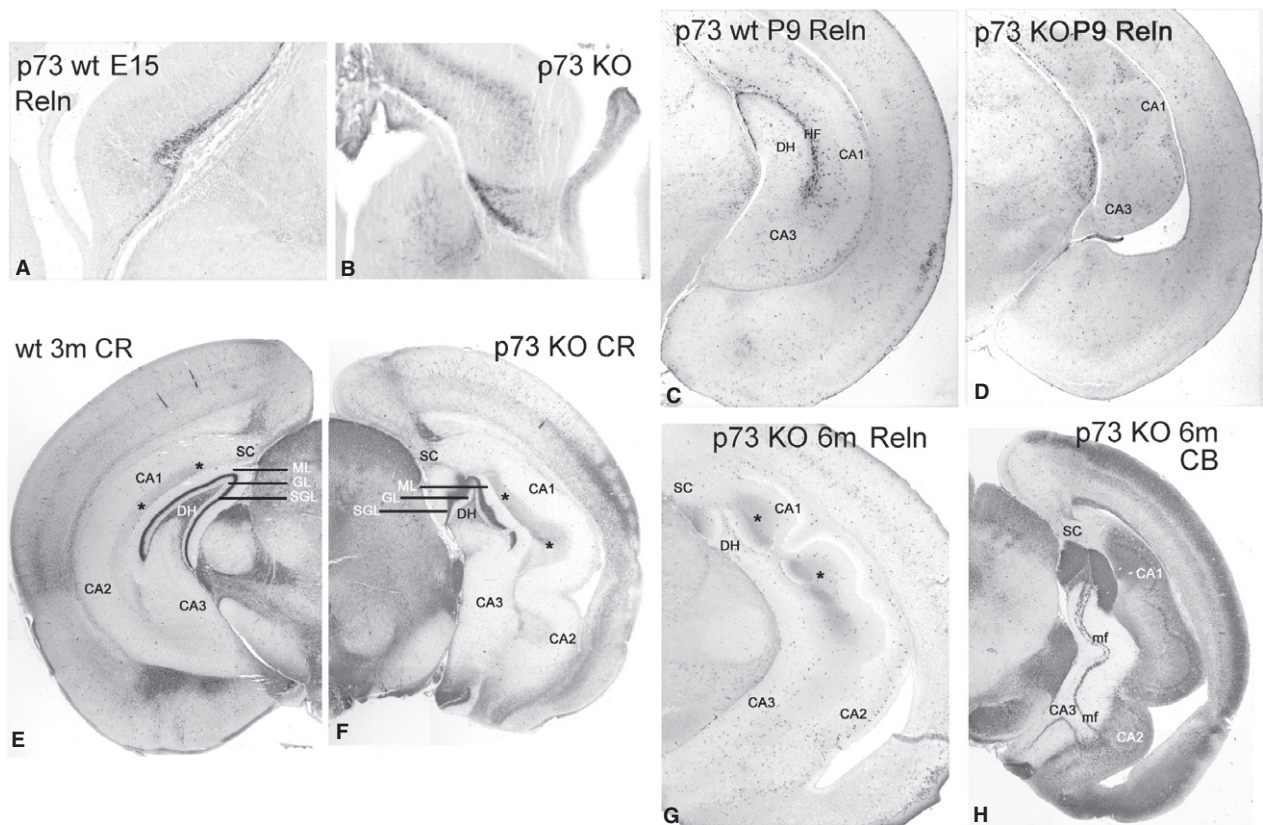 p73 wt E15
Reln
A
p73 KO
B
p73 wt P9 Reln
HF
DH
CA1
CA3
C
p73 KO P9 Reln
CA1
CA3
D
wt 3m CR
SC
ML
GL
SGL
CA1
*
*
DH
CA2
CA3
E
p73 KO CR
SC
ML
GL
SGL
DH
CA1
*
*
CA3
CA2
F
p73 KO 6m Reln
SC
CA1
*
DH
*
CA3
CA2
G
p73 KO 6m
CB
SC
CA1
mf
CA3
mf
CA2
H